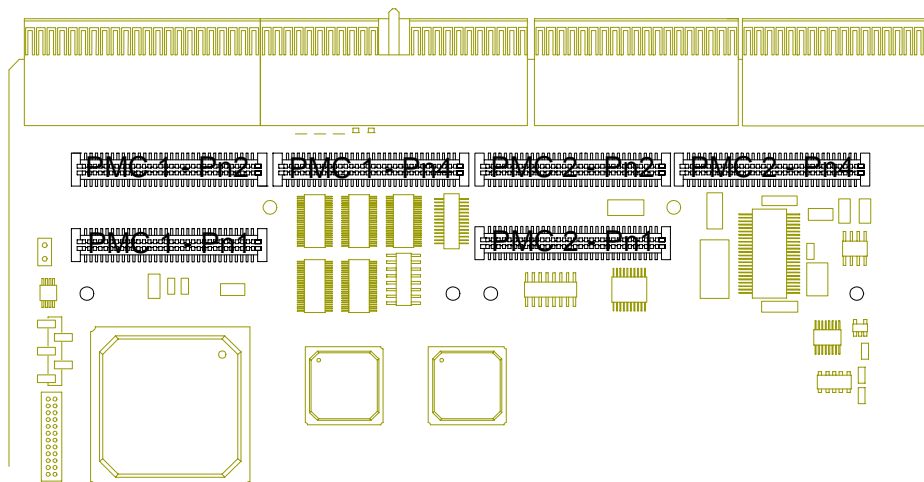 PMC 1 - Pn2
PMC 1 - Pn4
PMC 2 - Pn2
PMC 2 - Pn4
PMC 1 - Pn1
PMC 2 - Pn1